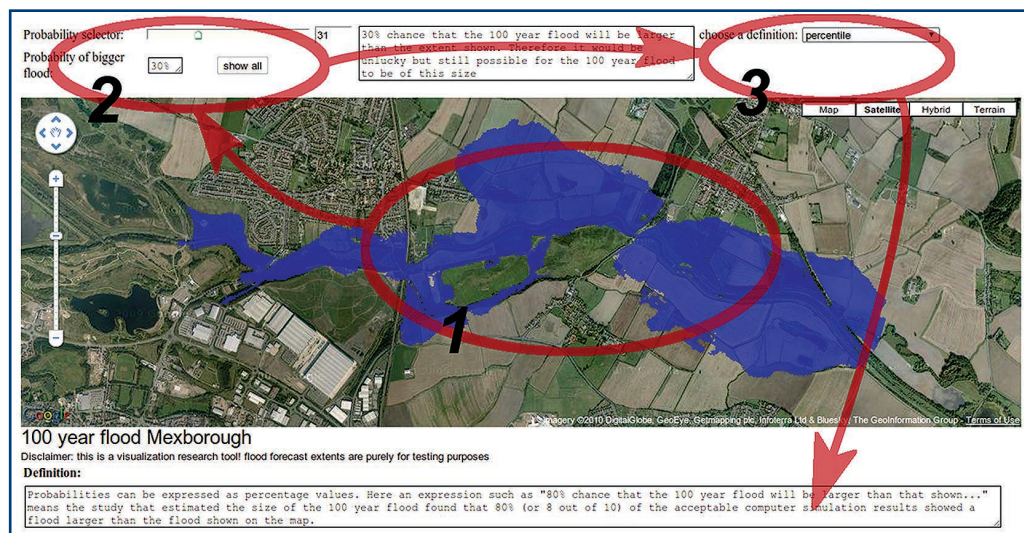 Probability selector:
31
Probabilty of bigger
flood:
30%
show all
30% chance that the 100 year flood will be larger
than the extent shown. Therefore it would be
unlucky but still possible for the 100 year flood
to be of this size
choose a definition:
percentile
2
3
Map Satellite Hybrid Terrain
1
Google
Imagery ©2010 DigitalGlobe, GeoEye, Getmapping plc, Infoterra Ltd & Bluesky, The GeoInformation Group - Terms of Use
100 year flood Mexborough
Disclaimer: this is a visualization research tool! flood forecast extents are purely for testing purposes
Definition:
Probabilities can be expressed as percentage values. Here an expression such as "80% chance that the 100 year flood will be larger than that shown..."
means the study that estimated the size of the 100 year flood found that 80% (or 8 out of 10) of the acceptable computer simulation results showed a
flood larger than the flood shown on the map.